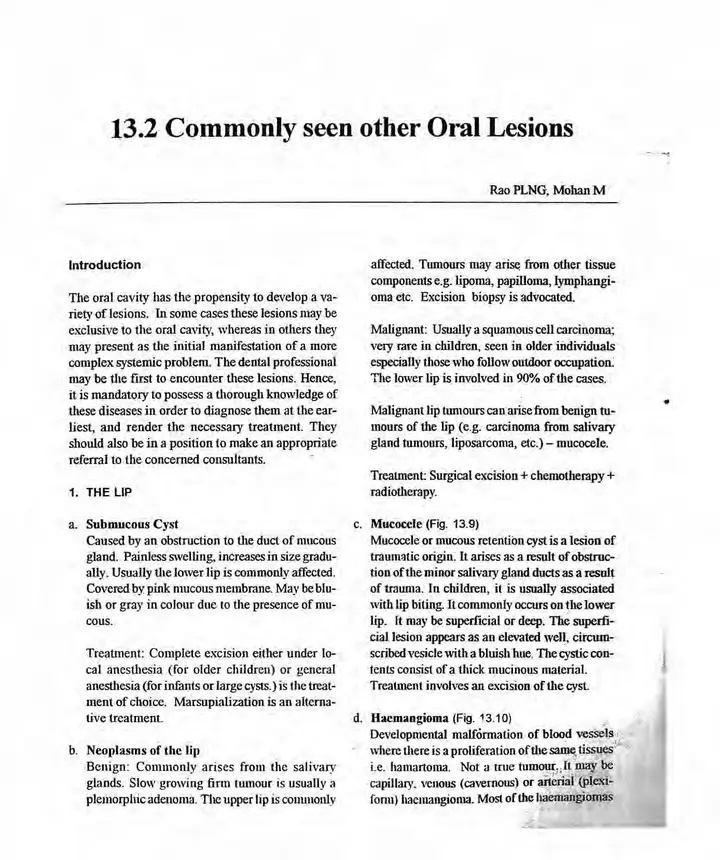 13.2 Commonly seen other Oral Lesions
Rao PLNG, Mohan M
Introduction
The oral cavity has the propensity to develop a va-
riety of lesions. In some cases these lesions may be
exclusive to the oral cavity, whereas in others they
may present as the initial manifestation of a more
complex systemic problem. The dental professional
may be the first to encounter these lesions. Hence,
it is mandatory to possess a thorough knowledge of
these diseases in order to diagnose them at the ear-
liest, and render the necessary treatment. They
should also be in a position to make an appropriate
referral to the concerned consultants.
1. THE LIP
a. Submucous Cyst
Caused by an obstruction to the duct of mucous
gland. Painless swelling, increases in size gradu-
ally. Usually the lower lip is commonly affected.
Covered by pink mucous membrane. May be blu-
ish or gray in colour due to the presence of mu-
cous.
Treatment: Complete excision either under lo-
cal anesthesia (for older children) or general
anesthesia (for infants or large cysts.) is the treat-
ment of choice. Marsupialization is an alterna-
tive treatment.
b. Neoplasms of the lip
Benign: Commonly arises from the salivary
glands. Slow growing firm tumour is usually a
plemorphic adenoma. The upper lip is commonly
affected. Tumours may arise from other tissue
components e.g. lipoma, papilloma, lymphangi-
oma etc. Excision biopsy is advocated.
Malignant: Usually a squamous cell carcinoma;
very rare in children, seen in older individuals
especially those who follow outdoor occupation.
The lower lip is involved in 90% of the cases.
Malignant lip tumours can arise from benign tu-
mours of the lip (e.g. carcinoma from salivary
gland tumours, liposarcoma, etc.) – mucocele.
Treatment: Surgical excision + chemotherapy +
radiotherapy.
c. Mucocele (Fig. 13.9)
Mucocele or mucous retention cyst is a lesion of
traumatic origin. It arises as a result of obstruc-
tion of the minor salivary gland ducts as a result
of trauma. In children, it is usually associated
with lip biting. It commonly occurs on the lower
lip. It may be superficial or deep. The superfi-
cial lesion appears as an elevated well, circum-
scribed vesicle with a bluish hue. The cystic con-
tents consist of a thick mucinous material.
Treatment involves an excision of the cyst.
d. Haemangioma (Fig. 13.10)
Developmental malformation of blood vessels
where there is a proliferation of the same tissues
i.e. hamartoma. Not a true tumour. It may be
capillary, venous (cavernous) or arterial (plexi-
form) haemangioma. Most of the haemangiomas